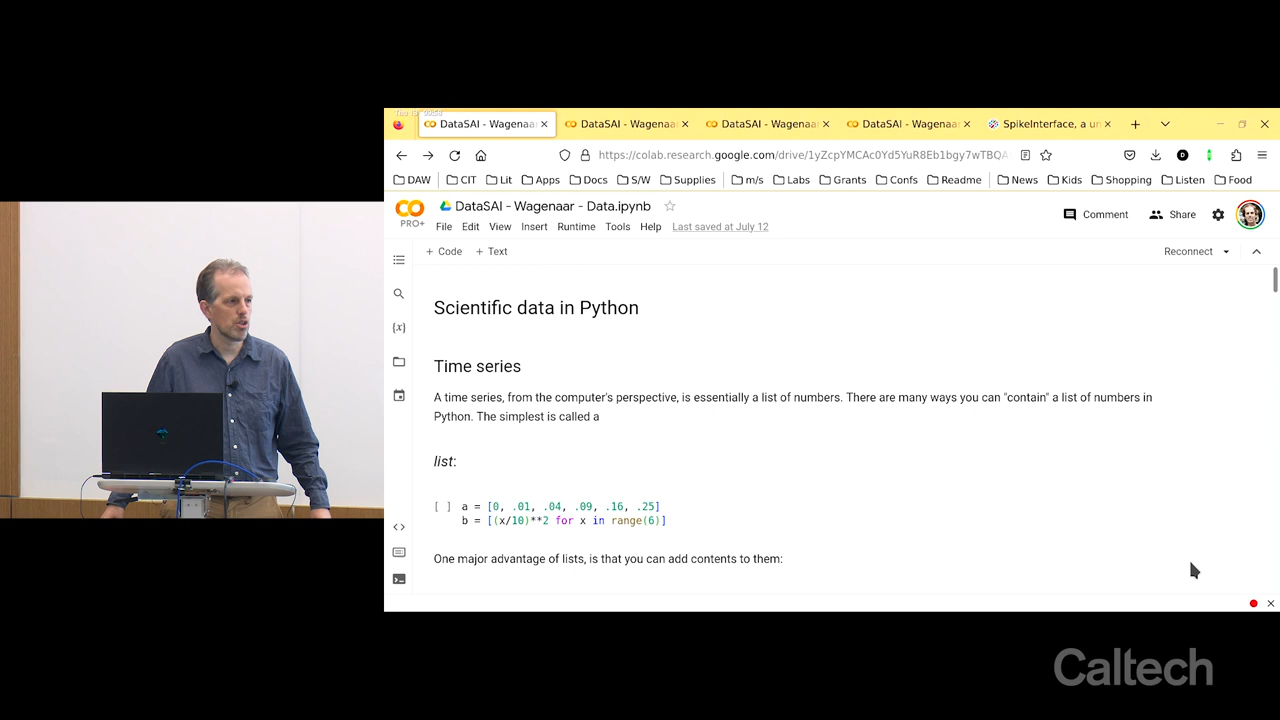 DataSAI - Wagenaar
DataSAI - Wagenaar
DataSAI - Wagenaar
DataSAI - Wagenaar
SpikeInterface, a un
https://colab.research.google.com/drive/1yZcpYMCAc0Yd5YuR8Eb1bgy7wTBQA
DAW CIT Lit Apps Docs S/W Supplies m/s Labs Grants Confs Readme News Kids Shopping Listen Food
CO DataSAI - Wagenaar - Data.ipynb
PRO+ File Edit View Insert Runtime Tools Help Last saved at July 12
Comment Share
+ Code + Text Reconnect
Scientific data in Python
Time series
A time series, from the computer's perspective, is essentially a list of numbers. There are many ways you can "contain" a list of numbers in
Python. The simplest is called a
list:
[ ] a = [0, .01, .04, .09, .16, .25]
b = [(x/10)**2 for x in range(6)]
One major advantage of lists, is that you can add contents to them:
Caltech